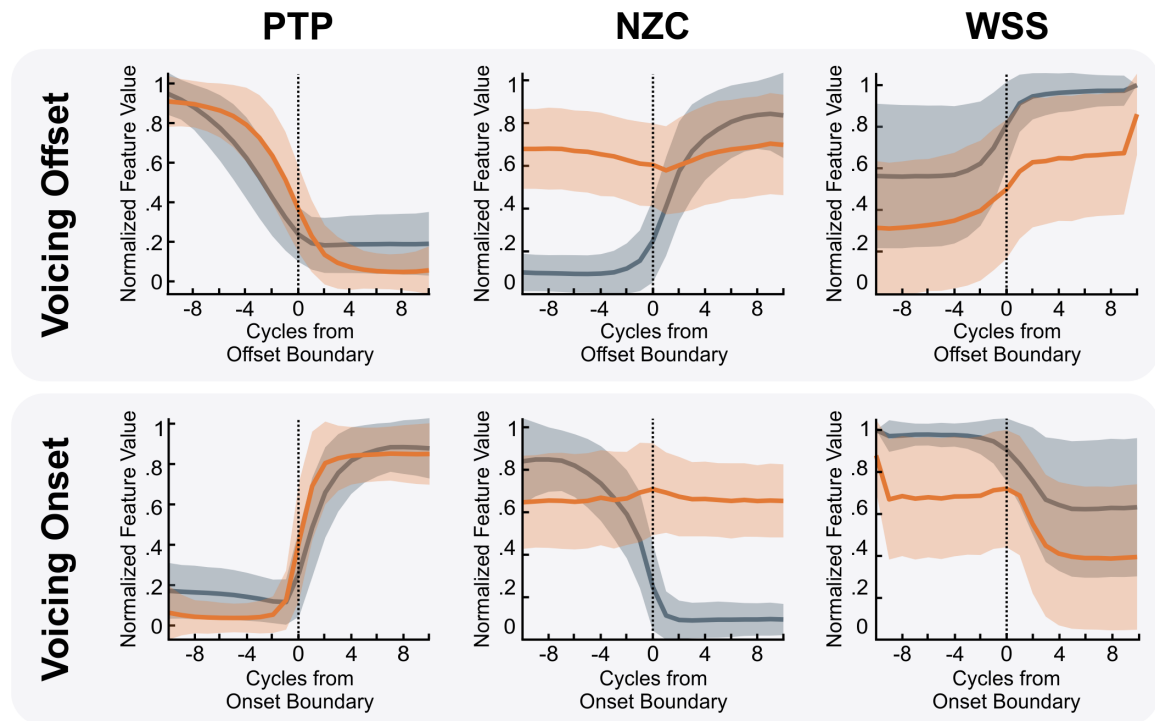 PTP NZC WSS
Voicing Offset
Normalized Feature Value
1
.8
.6
.4
.2
0
-8 -4 0 4 8
Cycles from
Offset Boundary
Normalized Feature Value
1
.8
.6
.4
.2
0
-8 -4 0 4 8
Cycles from
Offset Boundary
Normalized Feature Value
1
.8
.6
.4
.2
0
-8 -4 0 4 8
Cycles from
Offset Boundary
Voicing Onset
Normalized Feature Value
1
.8
.6
.4
.2
0
-8 -4 0 4 8
Cycles from
Onset Boundary
Normalized Feature Value
1
.8
.6
.4
.2
0
-8 -4 0 4 8
Cycles from
Onset Boundary
Normalized Feature Value
1
.8
.6
.4
.2
0
-8 -4 0 4 8
Cycles from
Onset Boundary